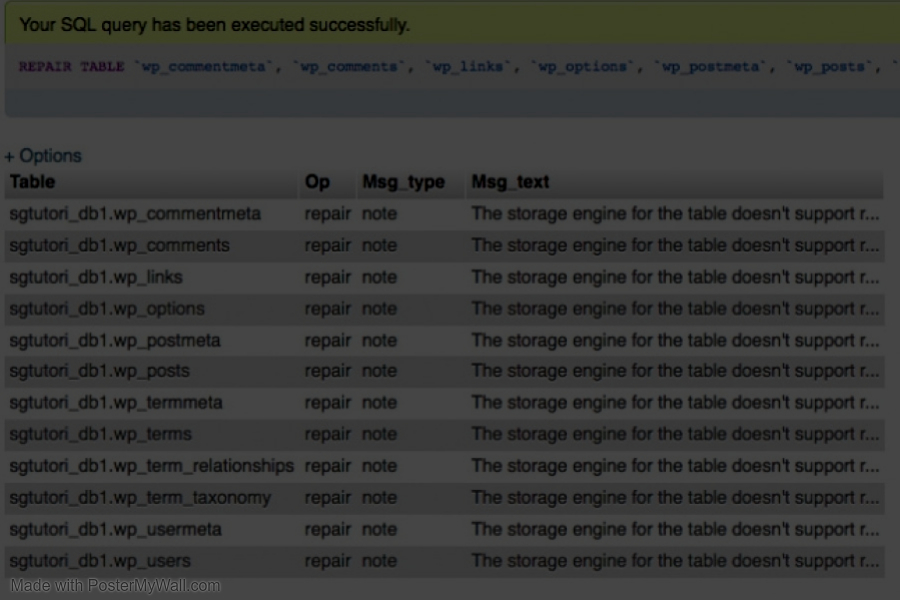 Your SQL query has been executed successfully.
REPAIR TABLE `wp_commentmeta`, `wp_comments`, `wp_links`, `wp_options`, `wp_postmeta`, `wp_posts`, `
+ Options
Table Op Msg_type Msg_text
sgtutori_db1.wp_commentmeta repair note The storage engine for the table doesn't support r...
sgtutori_db1.wp_comments repair note The storage engine for the table doesn't support r...
sgtutori_db1.wp_links repair note The storage engine for the table doesn't support r...
sgtutori_db1.wp_options repair note The storage engine for the table doesn't support r...
sgtutori_db1.wp_postmeta repair note The storage engine for the table doesn't support r...
sgtutori_db1.wp_posts repair note The storage engine for the table doesn't support r...
sgtutori_db1.wp_termmeta repair note The storage engine for the table doesn't support r...
sgtutori_db1.wp_terms repair note The storage engine for the table doesn't support r...
sgtutori_db1.wp_term_relationships repair note The storage engine for the table doesn't support r...
sgtutori_db1.wp_term_taxonomy repair note The storage engine for the table doesn't support r...
sgtutori_db1.wp_usermeta repair note The storage engine for the table doesn't support r...
sgtutori_db1.wp_users repair note The storage engine for the table doesn't support r...
Made with PosterMyWall.com